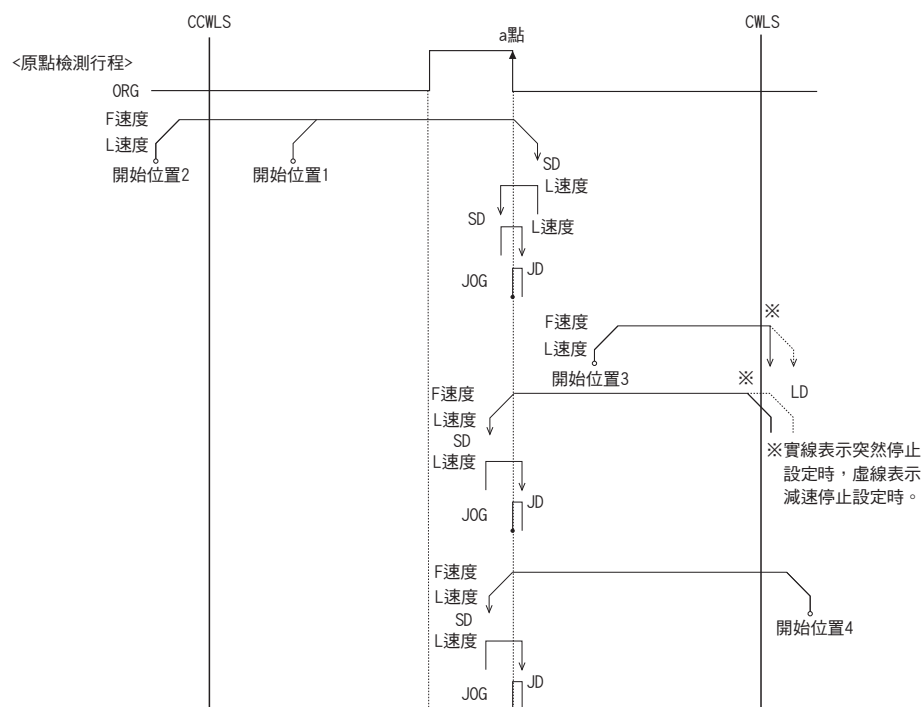 CCWLS
CWLS
a點
<原點檢測行程>
ORG
F速度
L速度
開始位置2
開始位置1
SD
L速度
SD
L速度
JOG
JD
※
F速度
L速度
開始位置3
※
LD
F速度
L速度
SD
L速度
※實線表示突然停止
設定時，虛線表示
減速停止設定時。
JOG
JD
F速度
L速度
SD
開始位置4
L速度
JOG
JD